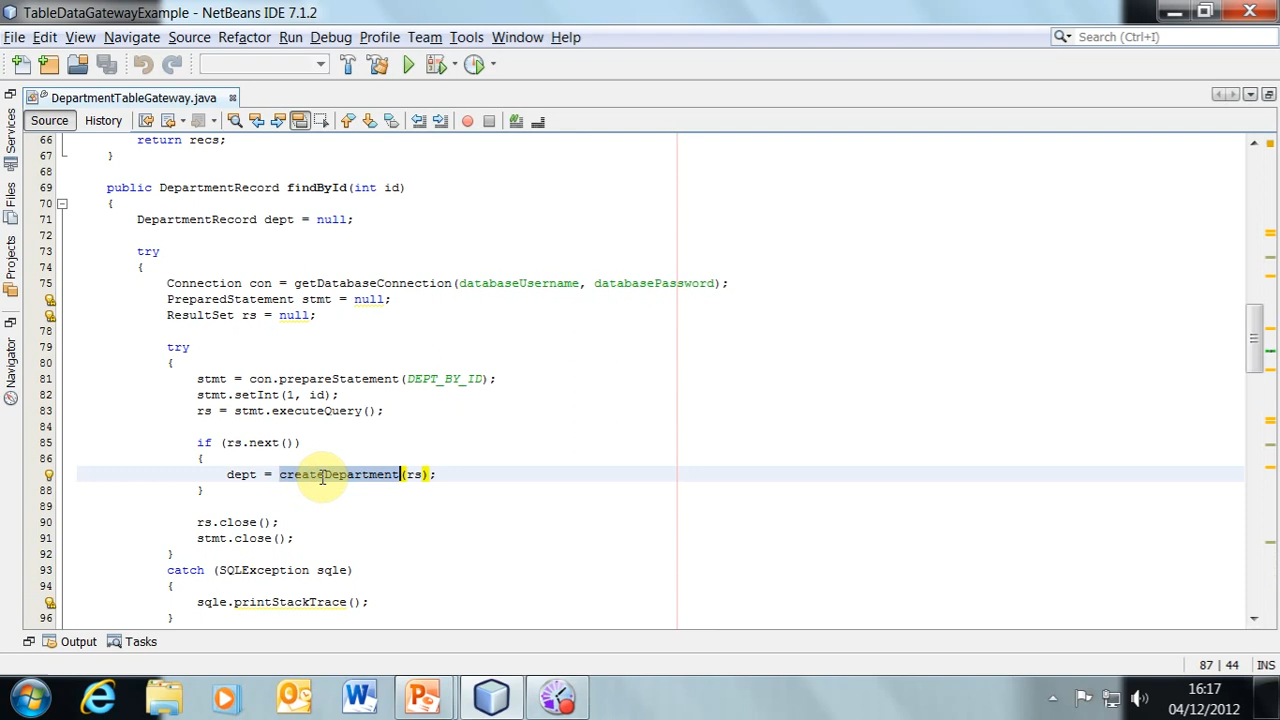 TableDataGatewayExample - NetBeans IDE 7.1.2
File Edit View Navigate Source Refactor Run Debug Profile Team Tools Window Help
Search (Ctrl+I)
DepartmentTableGateway.java
Source History
Services
Files
Projects
Navigator
66 return recs;
67 }
68
69 public DepartmentRecord findById(int id)
70 {
71 DepartmentRecord dept = null;
72
73 try
74 {
75 Connection con = getDatabaseConnection(databaseUsername, databasePassword);
PreparedStatement stmt = null;
ResultSet rs = null;
78
79 try
80 {
81 stmt = con.prepareStatement(DEPT_BY_ID);
82 stmt.setInt(1, id);
83 rs = stmt.executeQuery();
84
85 if (rs.next())
86 {
dept = createDepartment(rs);
88 }
89
90 rs.close();
91 stmt.close();
92 }
93 catch (SQLException sqle)
94 {
sqle.printStackTrace();
96 }
Output Tasks
87 | 44 INS
16:17
04/12/2012